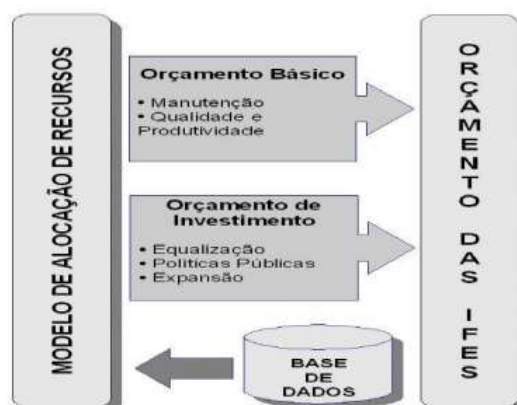 MODELO DE ALOCAÇÃO DE RECURSOS
Orçamento Básico
• Manutenção
• Qualidade e
Produtividade
Orçamento de
Investimento
• Equalização
• Políticas Públicas
• Expansão
BASE
DE
DADOS
ORÇAMENTO DAS IFES